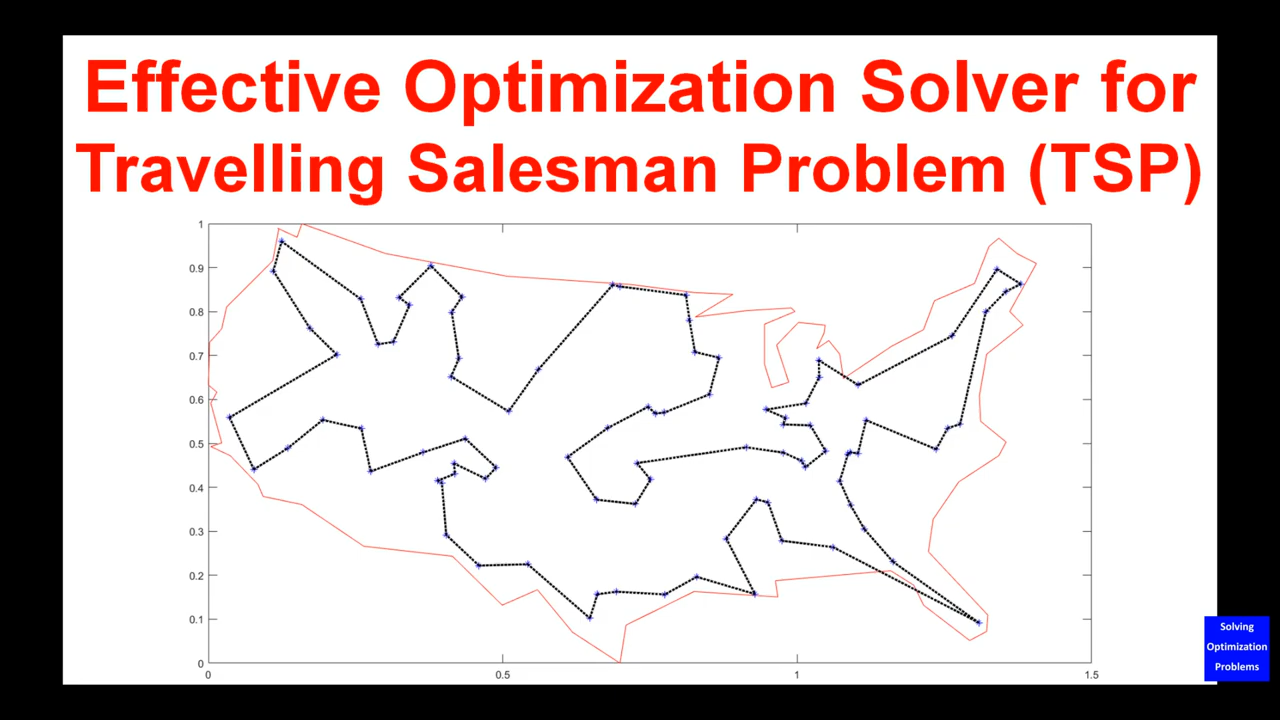 Effective Optimization Solver for
Travelling Salesman Problem (TSP)
1
0.9
0.8
0.7
0.6
0.5
0.4
0.3
0.2
0.1
0
0 0.5 1 1.5
Solving
Optimization
Problems